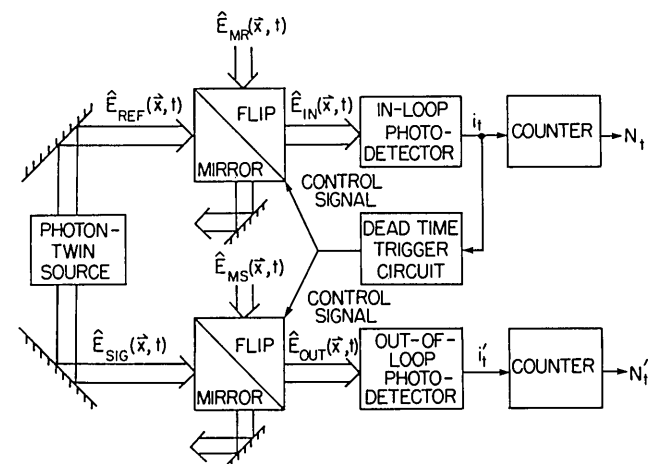 Ê_MR(x⃗, t)
Ê_REF(x⃗, t)
FLIP
MIRROR
Ê_IN(x⃗, t)
IN-LOOP
PHOTO-
DETECTOR
i_t
COUNTER
N_t
CONTROL
SIGNAL
PHOTON-
TWIN
SOURCE
DEAD TIME
TRIGGER
CIRCUIT
Ê_MS(x⃗, t)
CONTROL
SIGNAL
Ê_SIG(x⃗, t)
FLIP
MIRROR
Ê_OUT(x⃗, t)
OUT-OF-
LOOP
PHOTO-
DETECTOR
i'_t
COUNTER
N'_t